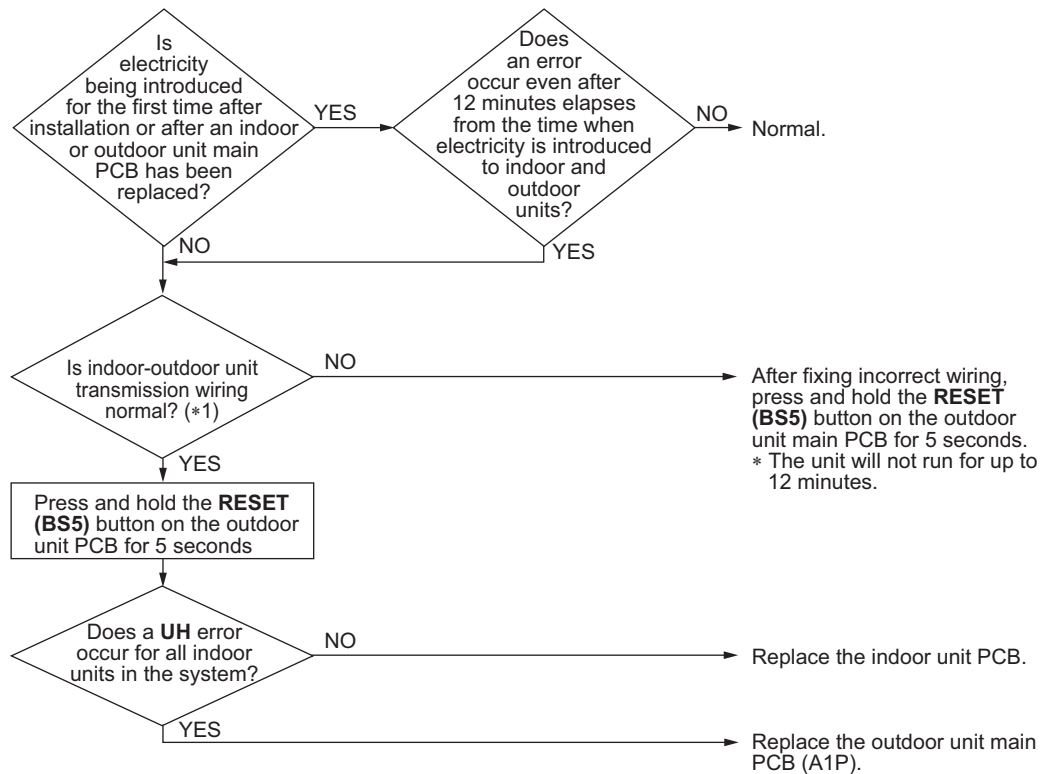 Is
electricity
being introduced
for the first time after
installation or after an indoor
or outdoor unit main
PCB has been
replaced?
YES
Does
an error
occur even after
12 minutes elapses
from the time when
electricity is introduced
to indoor and
outdoor
units?
NO
Normal.
NO
YES
Is indoor-outdoor unit
transmission wiring
normal? (*1)
NO
After fixing incorrect wiring,
press and hold the RESET
(BS5) button on the outdoor
unit main PCB for 5 seconds.
* The unit will not run for up to
12 minutes.
YES
Press and hold the RESET
(BS5) button on the outdoor
unit PCB for 5 seconds
Does a UH error
occur for all indoor
units in the system?
NO
Replace the indoor unit PCB.
YES
Replace the outdoor unit main
PCB (A1P).